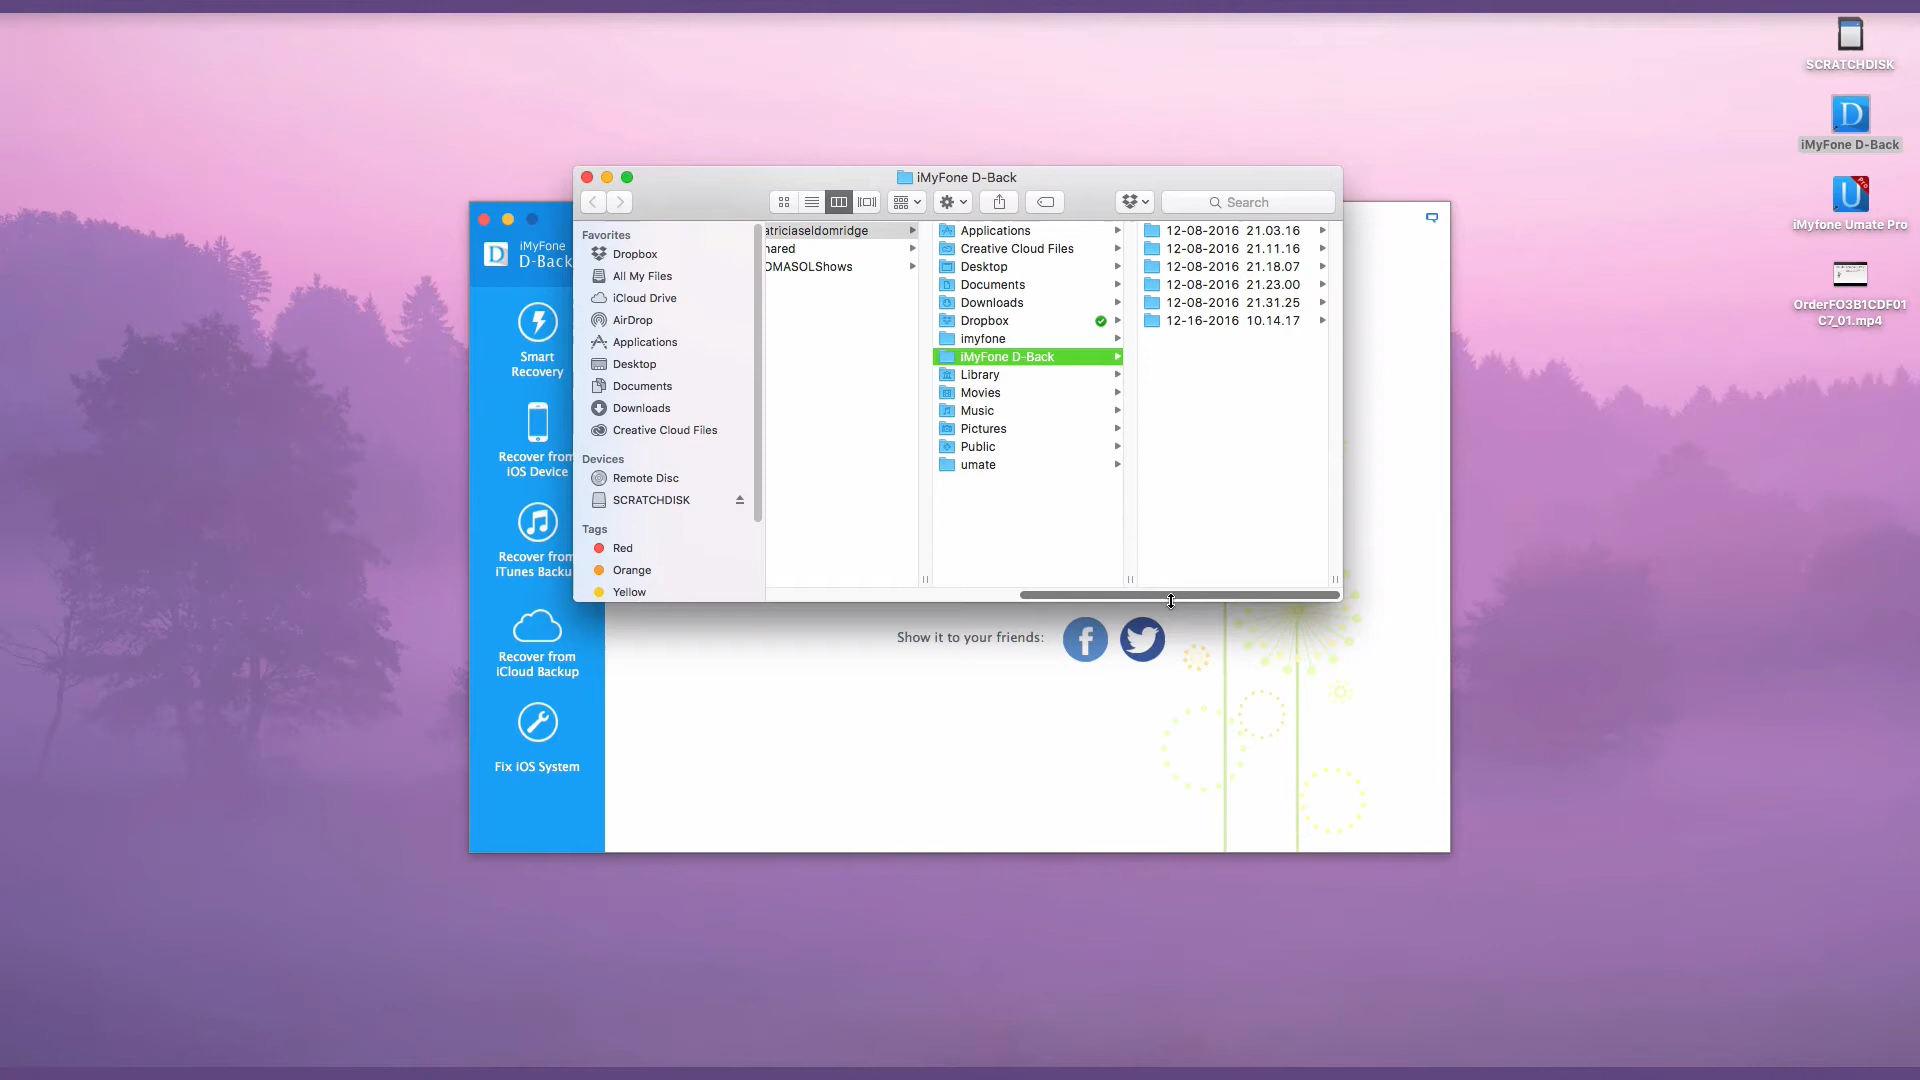 SCRATCHDISK
iMyFone D-Back
iMyfone Umate Pro
OrderFO3B1CDF01
C7_01.mp4
iMyFone D-Back
Search
Favorites
Dropbox
All My Files
iCloud Drive
AirDrop
Applications
Desktop
Documents
Downloads
Creative Cloud Files
Devices
Remote Disc
SCRATCHDISK
Tags
Red
Orange
Yellow
atriciaseldomridge
hared
OMASOLShows
Applications
Creative Cloud Files
Desktop
Documents
Downloads
Dropbox
imyfone
iMyFone D-Back
Library
Movies
Music
Pictures
Public
umate
12-08-2016 21.03.16
12-08-2016 21.11.16
12-08-2016 21.18.07
12-08-2016 21.23.00
12-08-2016 21.31.25
12-16-2016 10.14.17
iMyFone
D-Back
Smart
Recovery
Recover from
iOS Device
Recover from
iTunes Backu
Recover from
iCloud Backup
Fix iOS System
Show it to your friends: